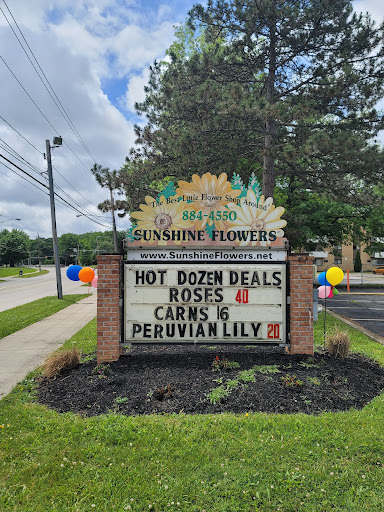 The Best Little Flower Shop Around
884-4550
SUNSHINE FLOWERS
www.SunshineFlowers.net
HOT DOZEN DEALS
ROSES 40
CARNS 16
PERUVIAN LILY 20